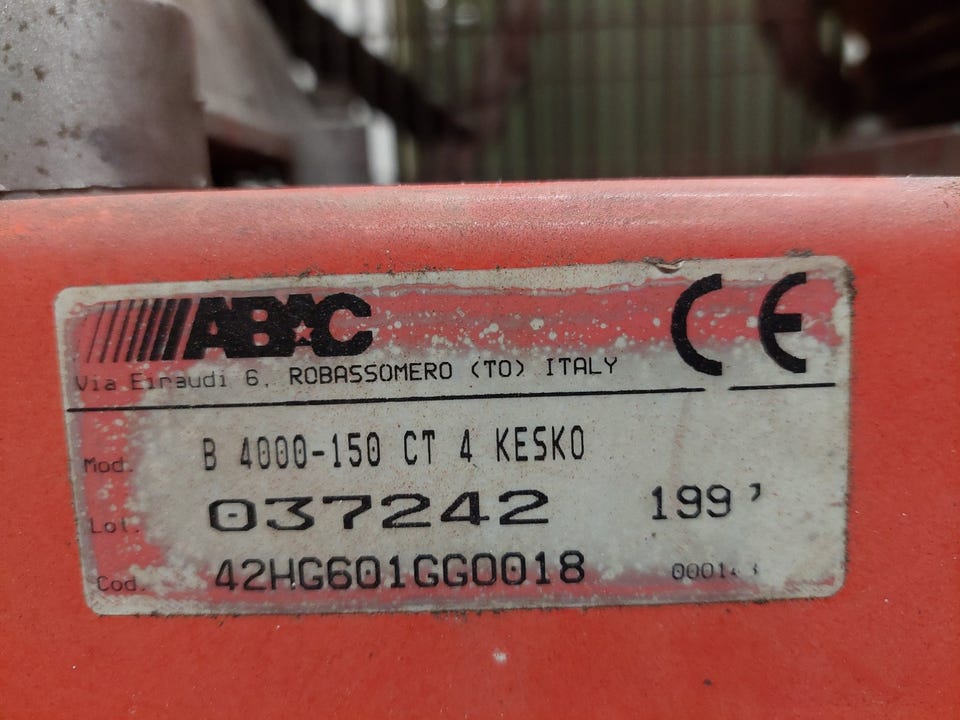 ABAC CE
Via Einaudi 6, ROBASSOMERO (TO) ITALY
Mod. B 4000-150 CT 4 KESKO
Lot. 037242
Cod. 42HG601GG0018